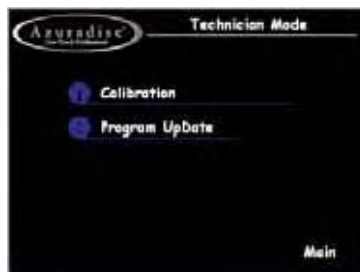 Azuradisc
Technician Mode
Calibration
Program UpDate
Main